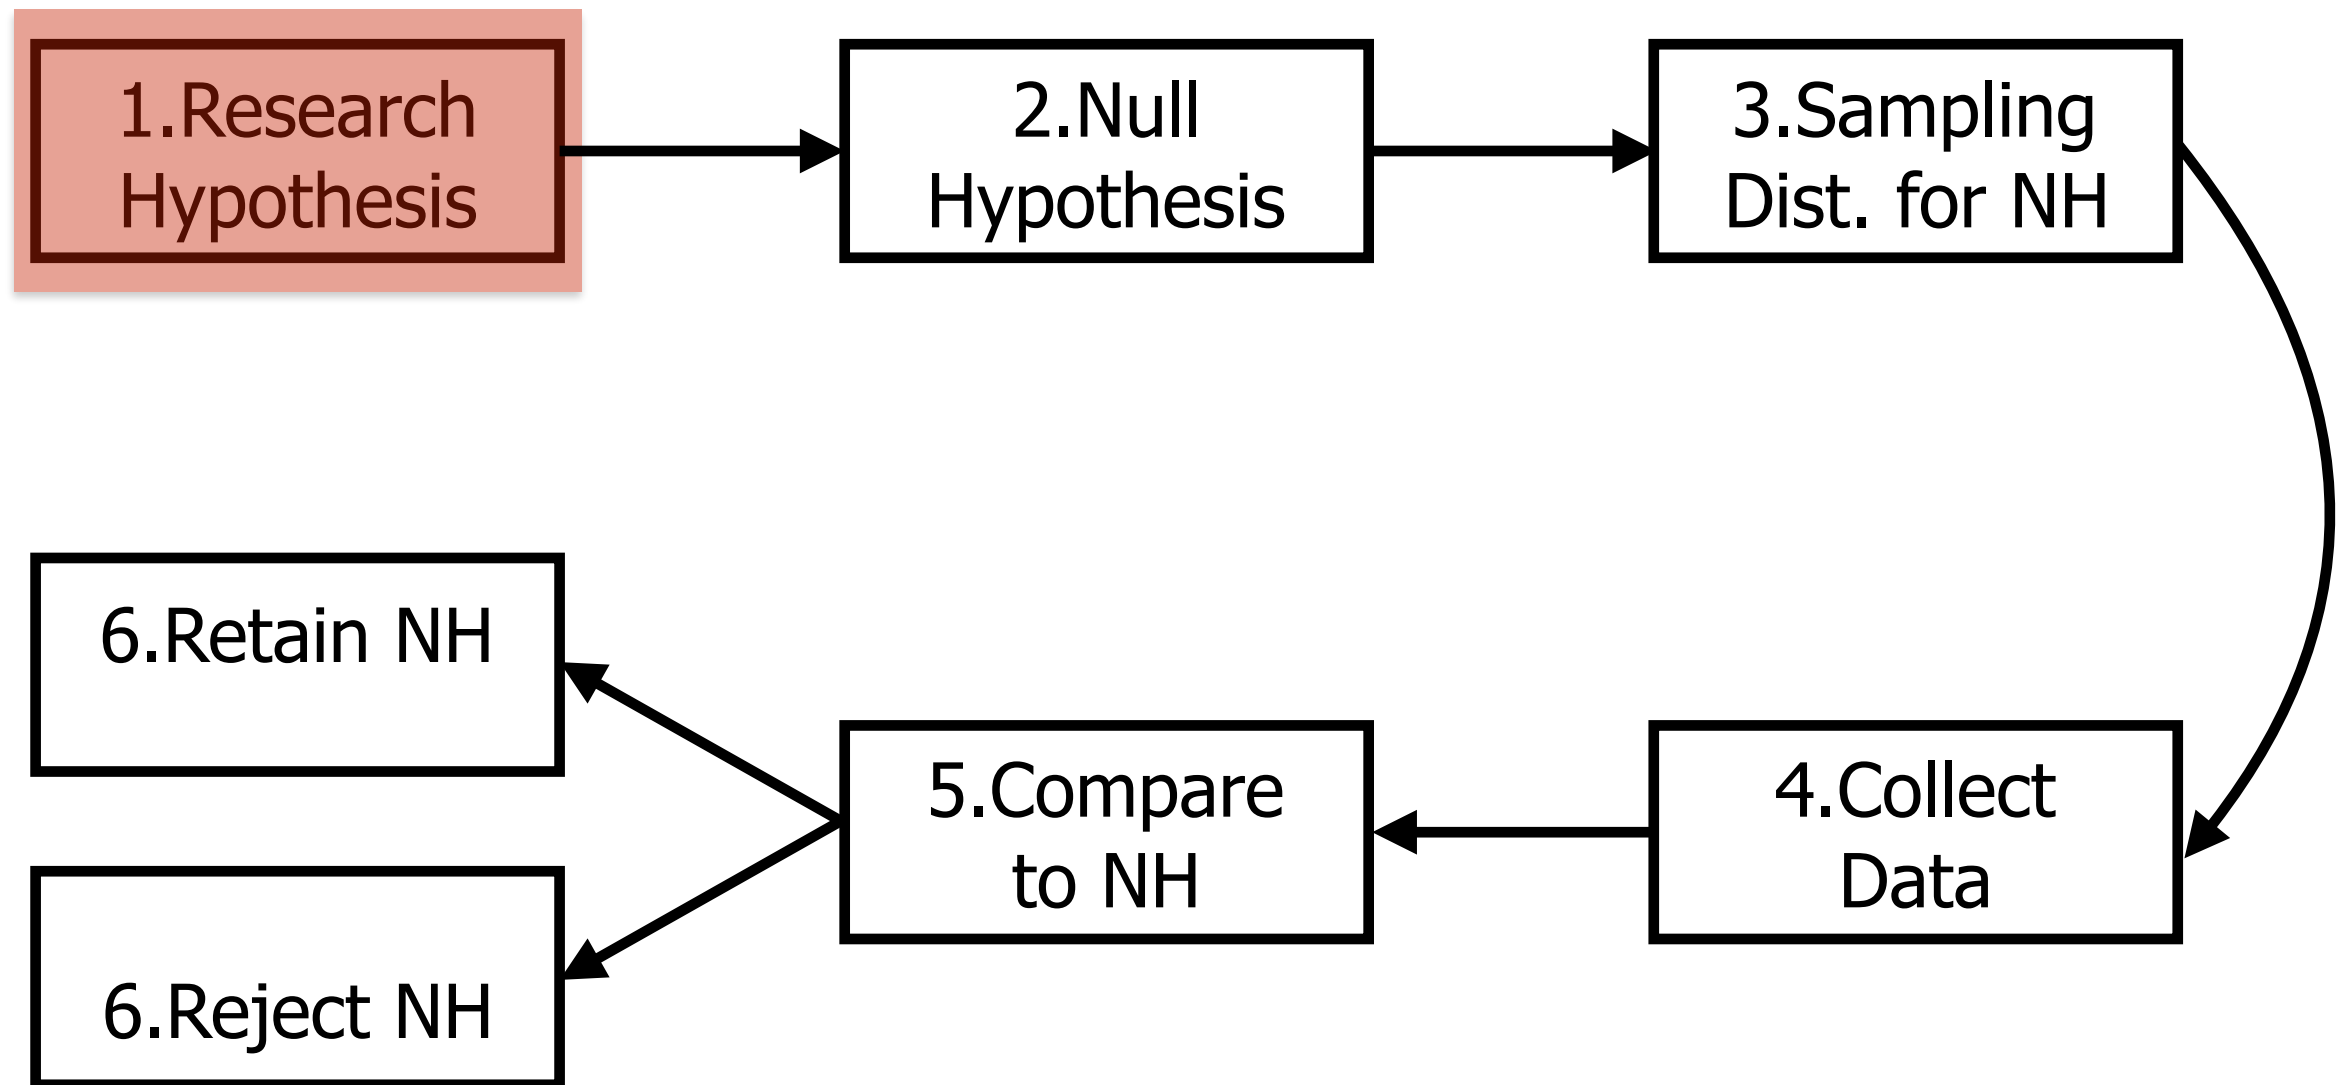 1.Research
Hypothesis
2.Null
Hypothesis
3.Sampling
Dist. for NH
4.Collect
Data
5.Compare
to NH
6.Retain NH
6.Reject NH